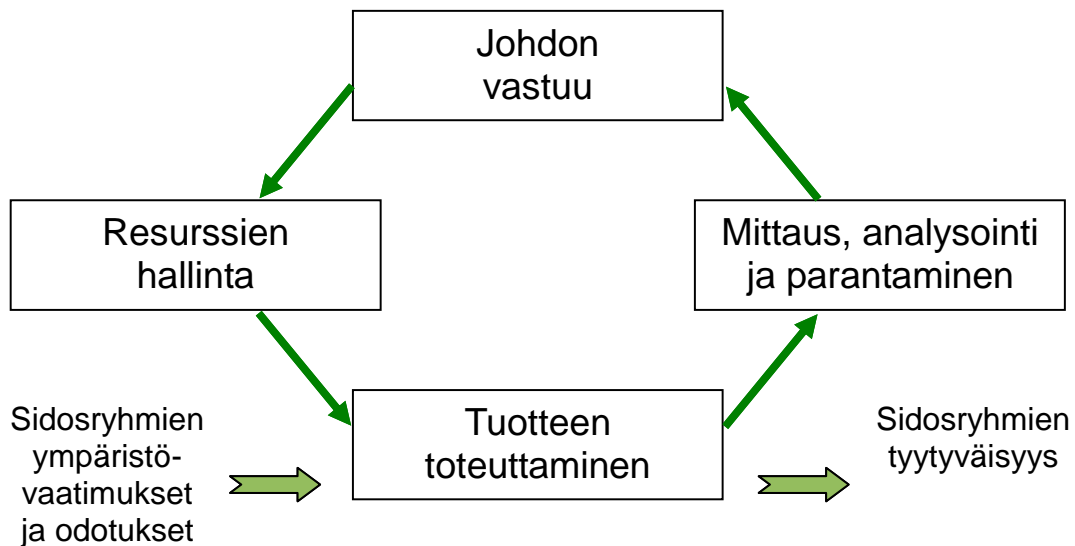 Johdon
vastuu
Resurssien
hallinta
Mittaus, analysointi
ja parantaminen
Tuotteen
toteuttaminen
Sidosryhmien
ympäristö-
vaatimukset
ja odotukset
Sidosryhmien
tyytyväisyys